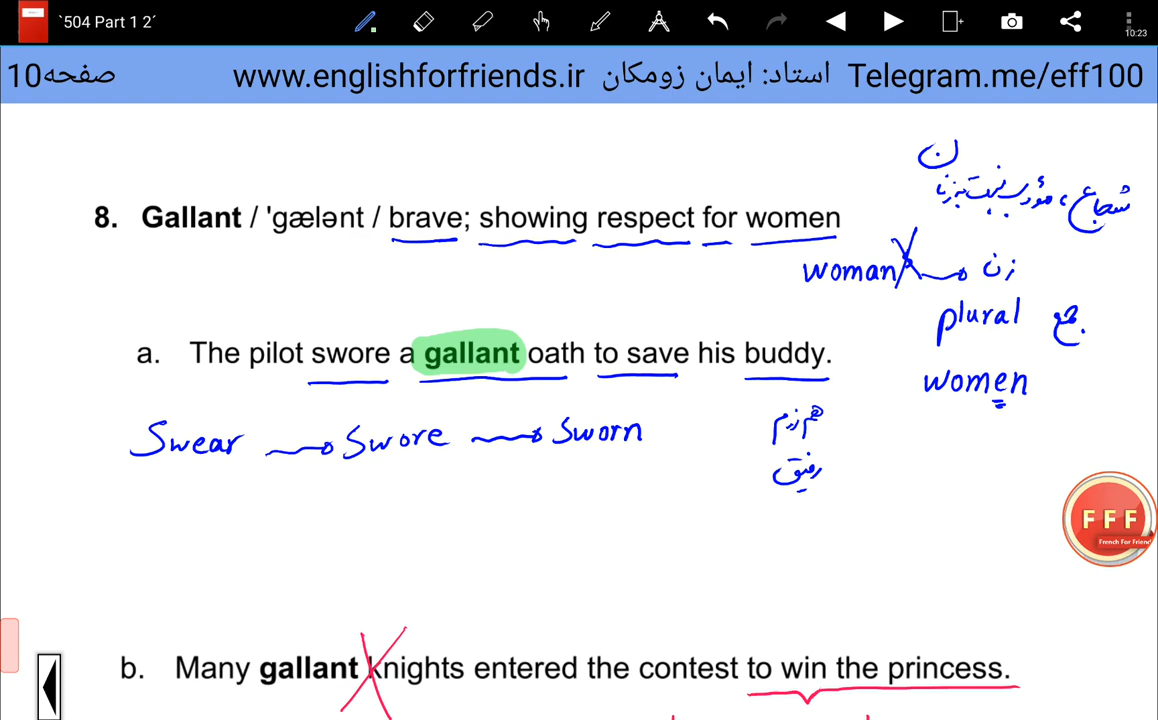 `504 Part 1 2´
10:23
صفحه10 www.englishforfriends.ir استاد: ایمان زومکان Telegram.me/eff100
8. Gallant / 'gælənt / brave; showing respect for women
شجاع، مؤدب نسبت به زنان
woman زن
plural جمع
women
a. The pilot swore a gallant oath to save his buddy.
Swear Swore Sworn
هم رزم
رفیق
FFF
French For Friend
b. Many gallant knights entered the contest to win the princess.